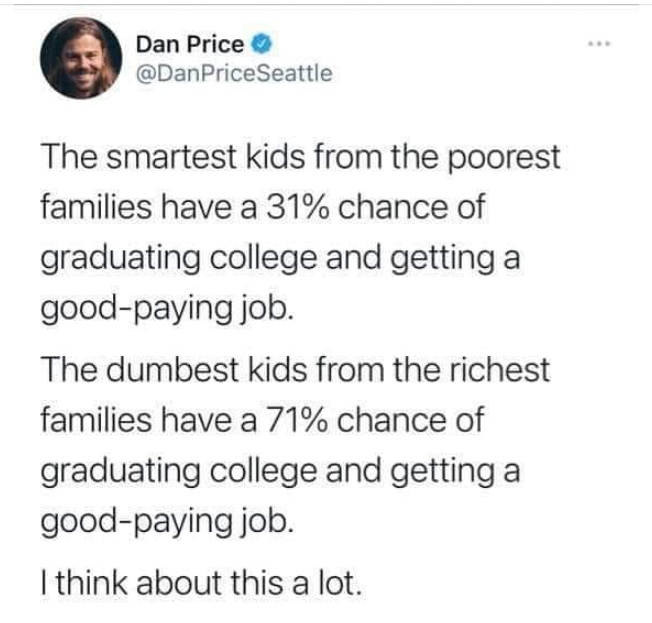 Dan Price
@DanPriceSeattle
The smartest kids from the poorest
families have a 31% chance of
graduating college and getting a
good-paying job.
The dumbest kids from the richest
families have a 71% chance of
graduating college and getting a
good-paying job.
I think about this a lot.